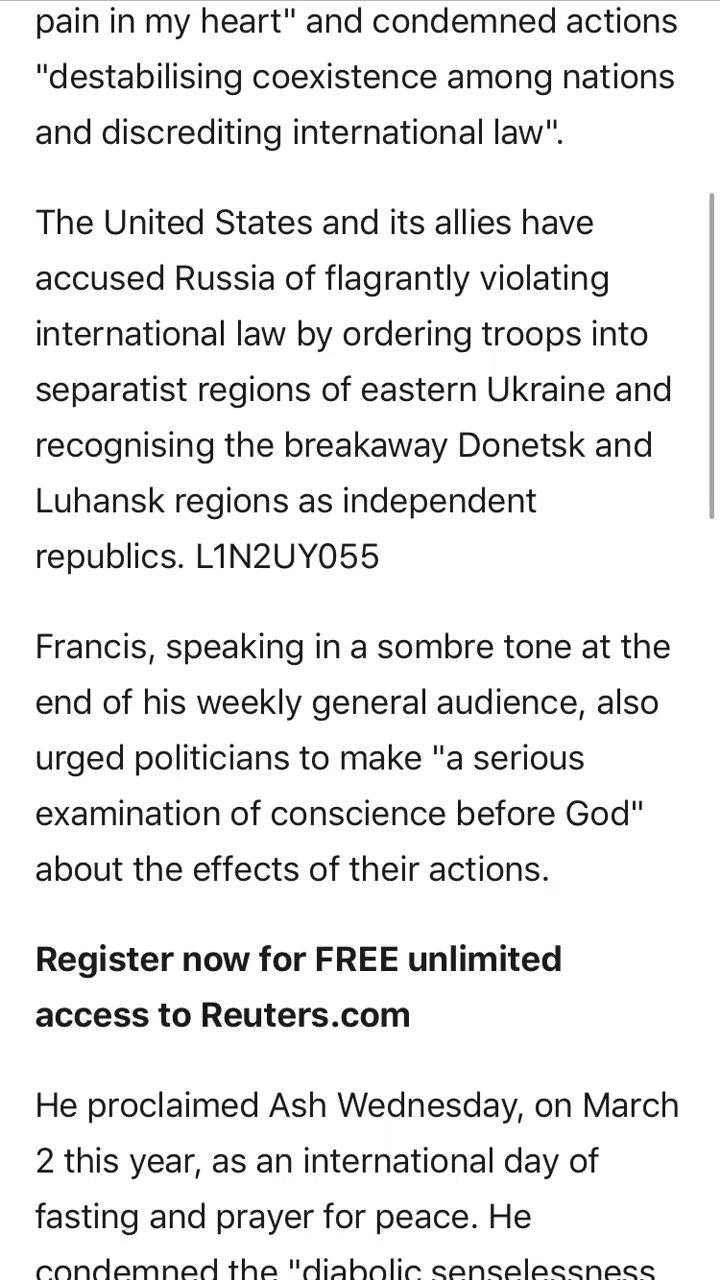 pain in my heart" and condemned actions
"destabilising coexistence among nations
and discrediting international law".
The United States and its allies have
accused Russia of flagrantly violating
international law by ordering troops into
separatist regions of eastern Ukraine and
recognising the breakaway Donetsk and
Luhansk regions as independent
republics. L1N2UY055
Francis, speaking in a sombre tone at the
end of his weekly general audience, also
urged politicians to make "a serious
examination of conscience before God"
about the effects of their actions.
Register now for FREE unlimited
access to Reuters.com
He proclaimed Ash Wednesday, on March
2 this year, as an international day of
fasting and prayer for peace. He
condemned the "diabolic senselessness